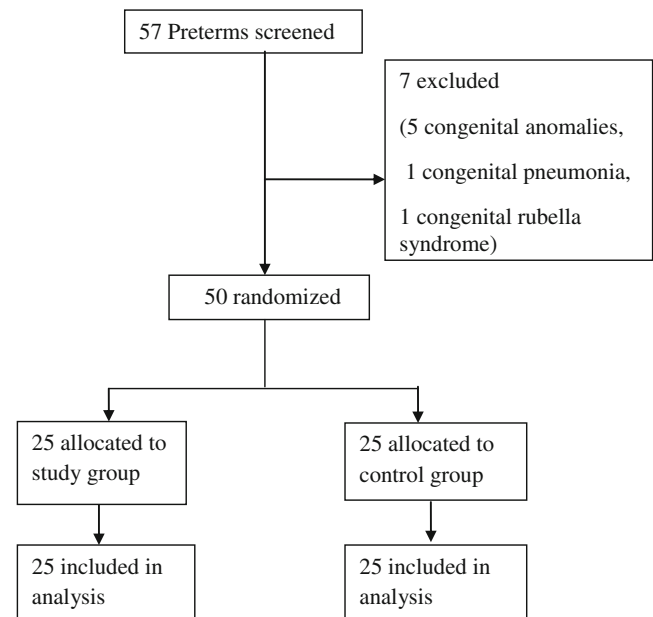 57 Preterms screened
7 excluded
(5 congenital anomalies,
1 congenital pneumonia,
1 congenital rubella
syndrome)
50 randomized
25 allocated to
study group
25 allocated to
control group
25 included in
analysis
25 included in
analysis